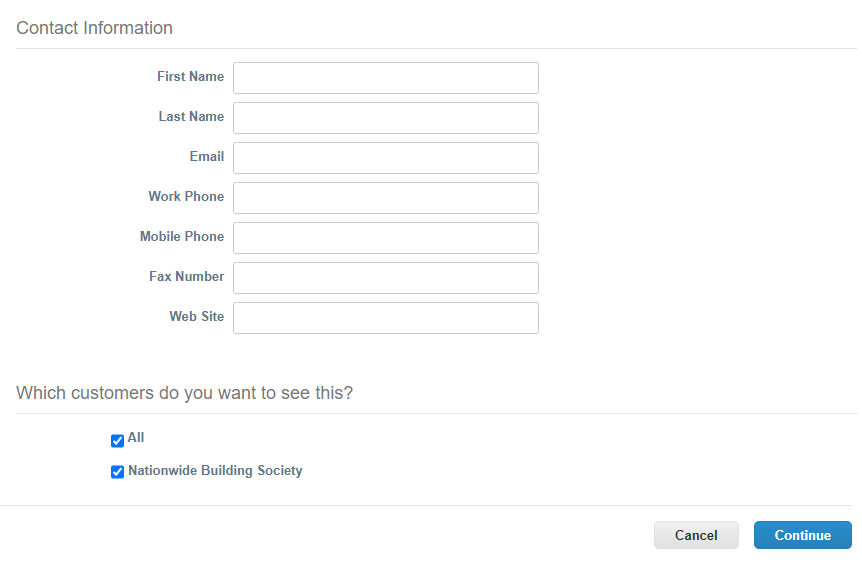 Contact Information
First Name
Last Name
Email
Work Phone
Mobile Phone
Fax Number
Web Site
Which customers do you want to see this?
All
Nationwide Building Society
Cancel Continue